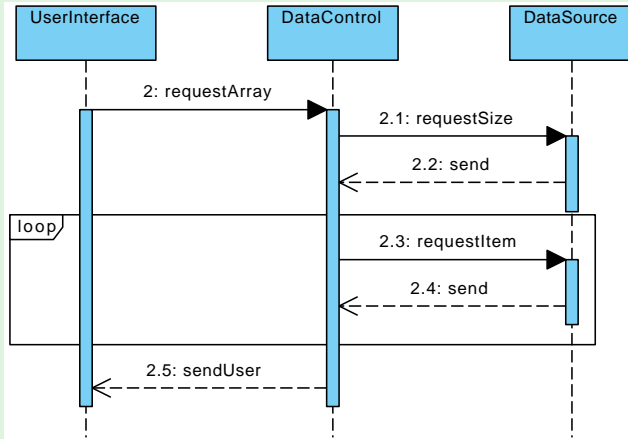 UserInterface
DataControl
DataSource
2: requestArray
2.1: requestSize
2.2: send
loop
2.3: requestItem
2.4: send
2.5: sendUser